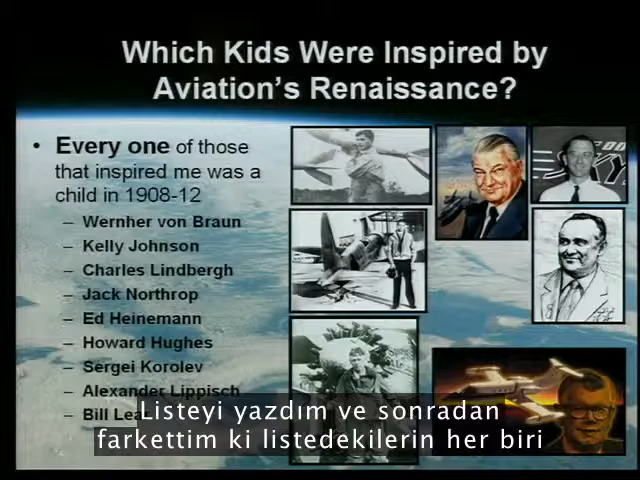 Which Kids Were Inspired by
Aviation's Renaissance?
• Every one of those
that inspired me was a
child in 1908-12
– Wernher von Braun
– Kelly Johnson
– Charles Lindbergh
– Jack Northrop
– Ed Heinemann
– Howard Hughes
– Sergei Korolev
– Alexander Lippisch
– Bill
Listeyi yazdım ve sonradan
farkettim ki listedekilerin her biri